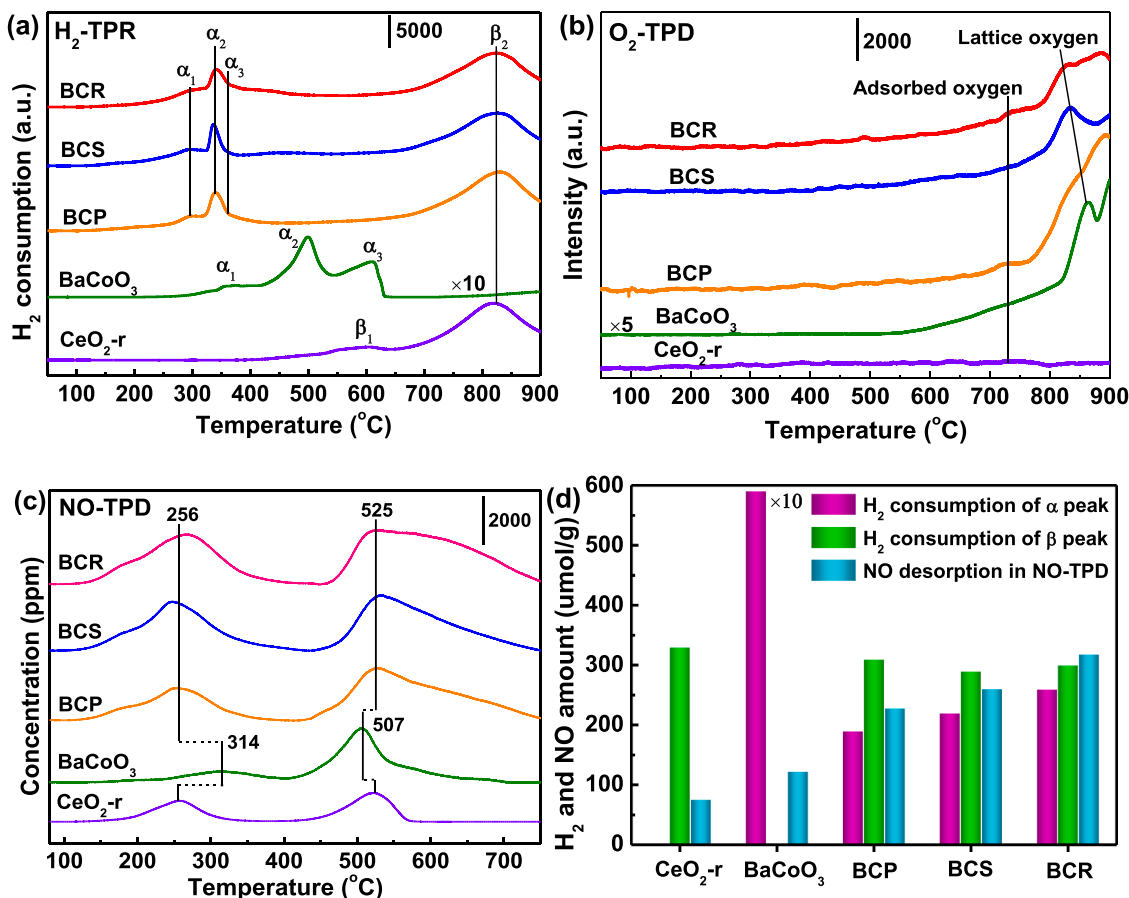 (a) H₂-TPR
5000
α₁
α₂
α₃
β₂
BCR
BCS
BCP
BaCoO₃
α₁
α₂
α₃
×10
CeO₂-r
β₁
H₂ consumption (a.u.)
100 200 300 400 500 600 700 800 900
Temperature (°C)
(b) O₂-TPD
2000
Lattice oxygen
Adsorbed oxygen
BCR
BCS
BCP
BaCoO₃
×5
CeO₂-r
Intensity (a.u.)
100 200 300 400 500 600 700 800 900
Temperature (°C)
(c) NO-TPD
2000
256
525
BCR
BCS
BCP
507
314
BaCoO₃
CeO₂-r
Concentration (ppm)
100 200 300 400 500 600 700
Temperature (°C)
(d)
×10
H₂ consumption of α peak
H₂ consumption of β peak
NO desorption in NO-TPD
H₂ and NO amount (umol/g)
600
500
400
300
200
100
0
CeO₂-r BaCoO₃ BCP BCS BCR